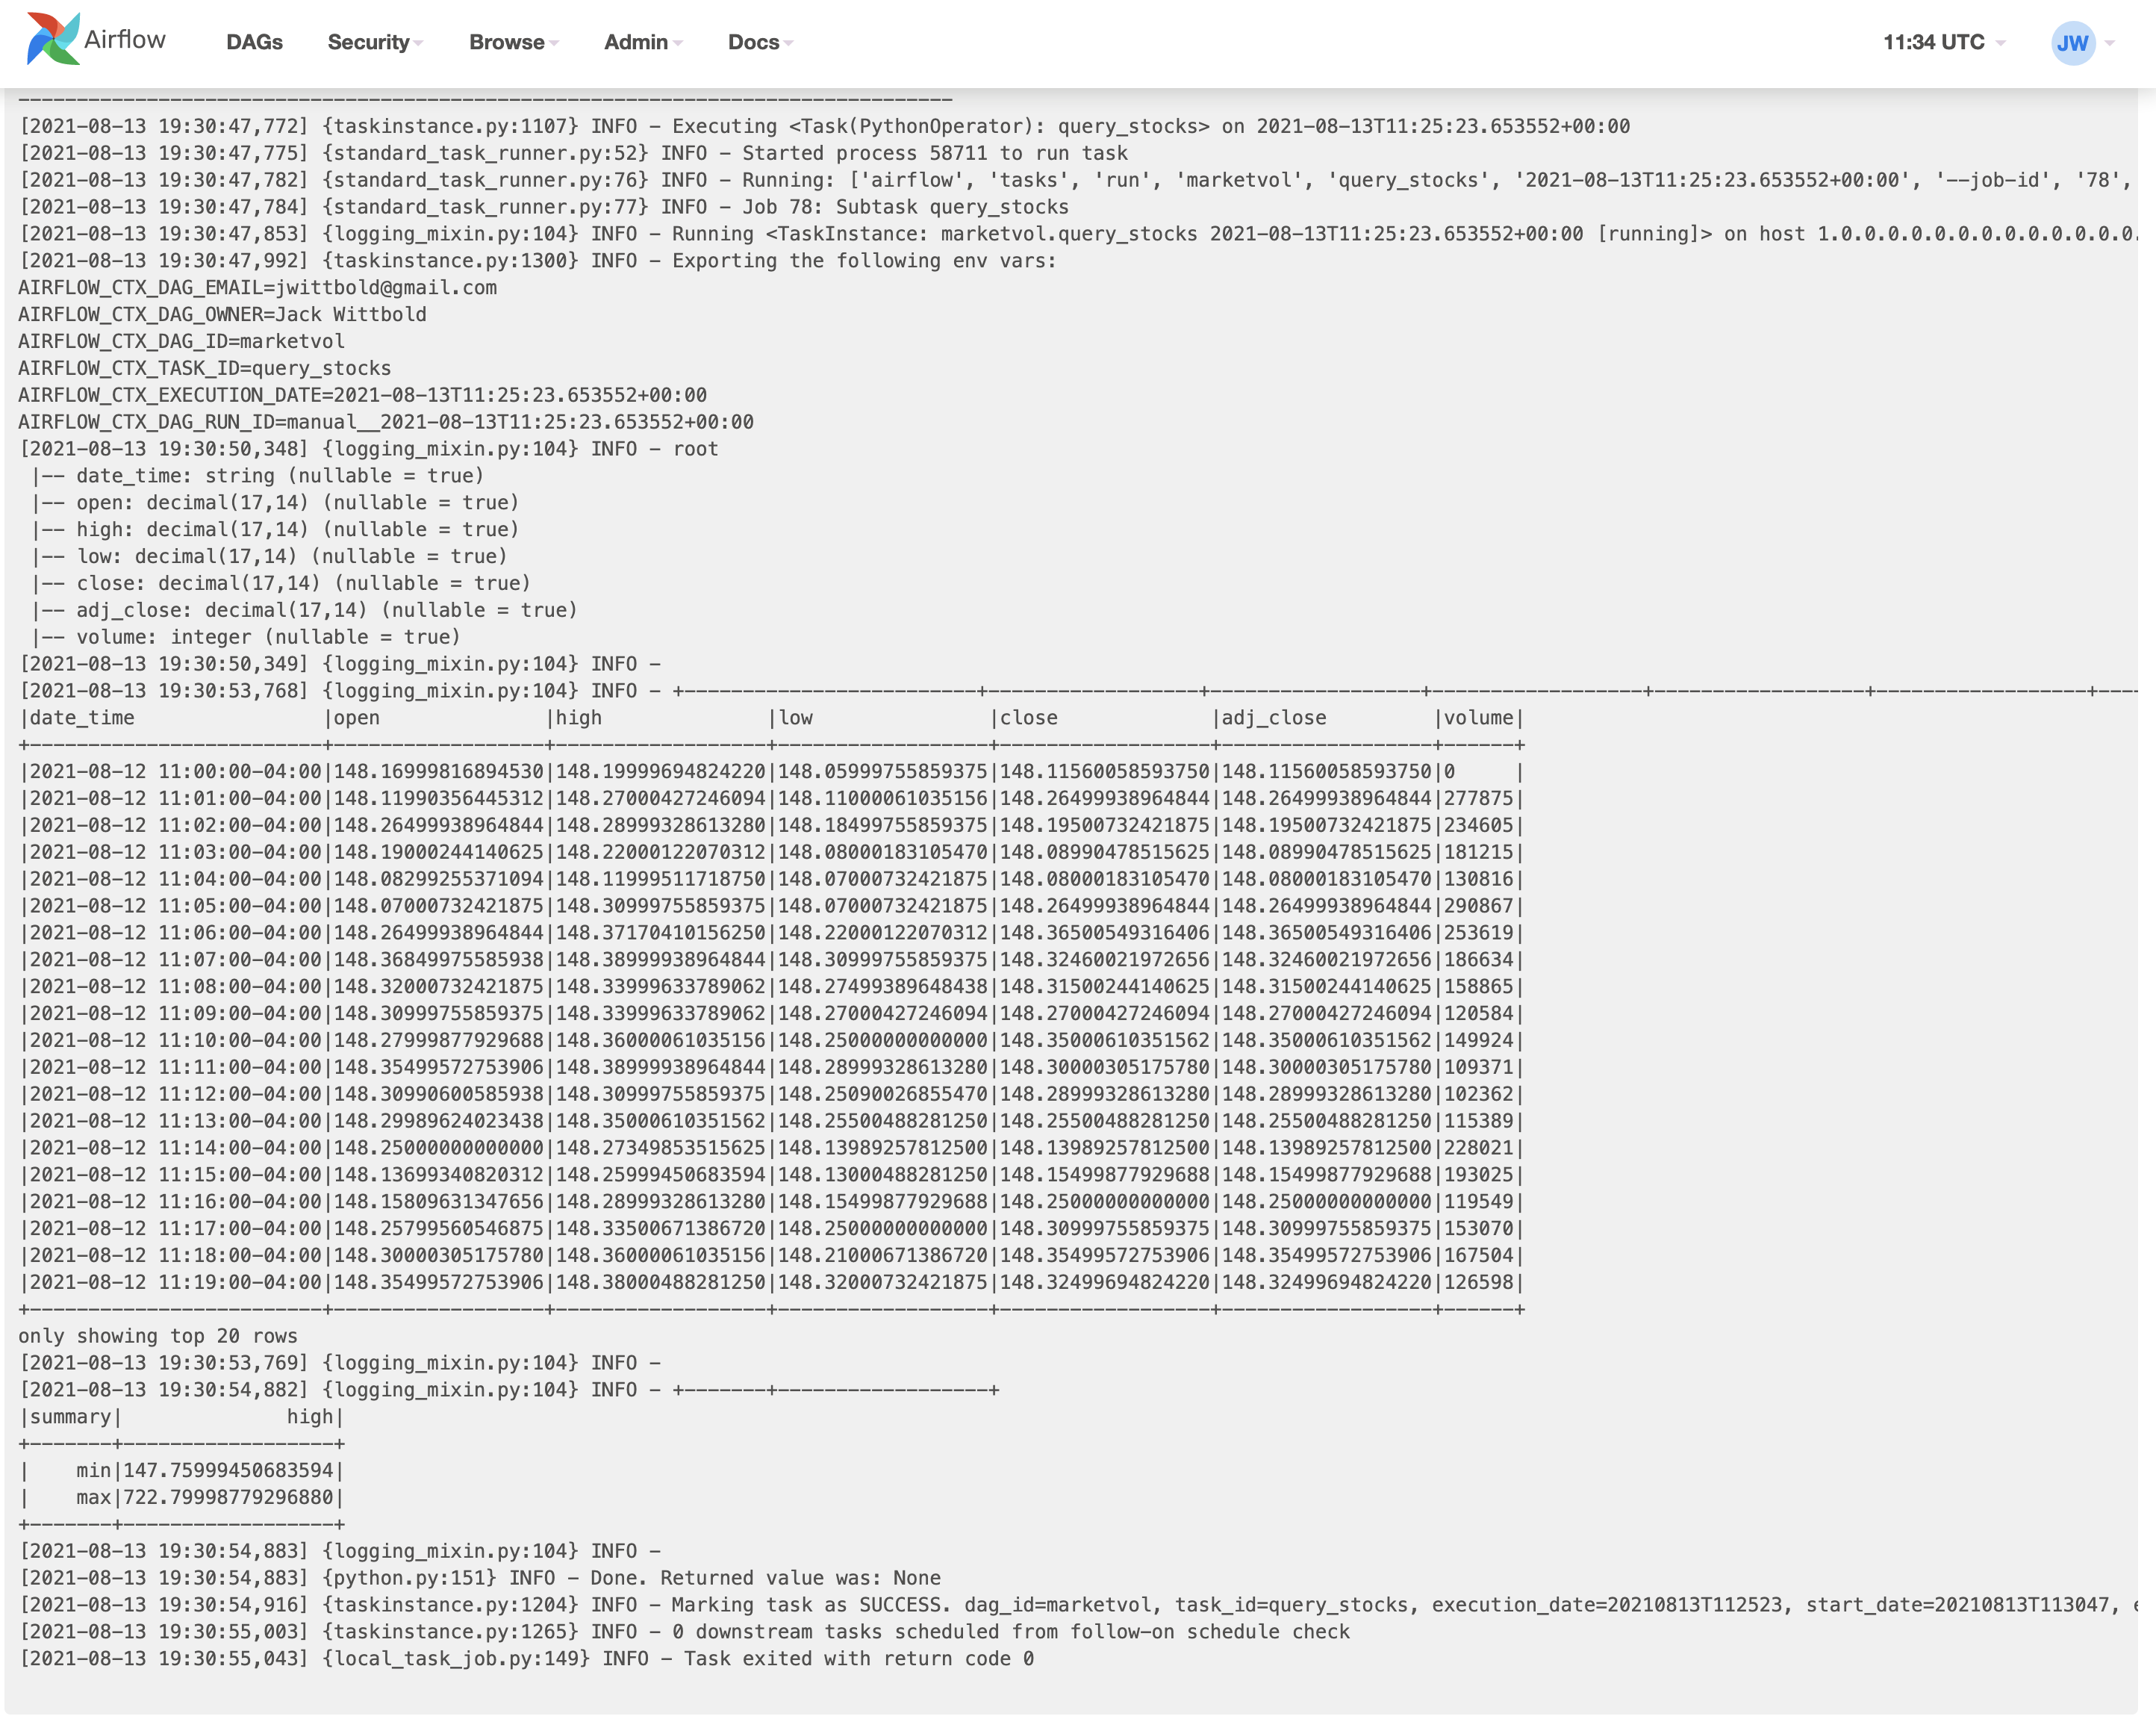 Airflow DAGs Security Browse Admin Docs 11:34 UTC JW
--------------------------------------------------------------------------------
[2021-08-13 19:30:47,772] {taskinstance.py:1107} INFO - Executing <Task(PythonOperator): query_stocks> on 2021-08-13T11:25:23.653552+00:00
[2021-08-13 19:30:47,775] {standard_task_runner.py:52} INFO - Started process 58711 to run task
[2021-08-13 19:30:47,782] {standard_task_runner.py:76} INFO - Running: ['airflow', 'tasks', 'run', 'marketvol', 'query_stocks', '2021-08-13T11:25:23.653552+00:00', '--job-id', '78',
[2021-08-13 19:30:47,784] {standard_task_runner.py:77} INFO - Job 78: Subtask query_stocks
[2021-08-13 19:30:47,853] {logging_mixin.py:104} INFO - Running <TaskInstance: marketvol.query_stocks 2021-08-13T11:25:23.653552+00:00 [running]> on host 1.0.0.0.0.0.0.0.0.0.0.0.0.0.
[2021-08-13 19:30:47,992] {taskinstance.py:1300} INFO - Exporting the following env vars:
AIRFLOW_CTX_DAG_EMAIL=jwittbold@gmail.com
AIRFLOW_CTX_DAG_OWNER=Jack Wittbold
AIRFLOW_CTX_DAG_ID=marketvol
AIRFLOW_CTX_TASK_ID=query_stocks
AIRFLOW_CTX_EXECUTION_DATE=2021-08-13T11:25:23.653552+00:00
AIRFLOW_CTX_DAG_RUN_ID=manual__2021-08-13T11:25:23.653552+00:00
[2021-08-13 19:30:50,348] {logging_mixin.py:104} INFO - root
 |-- date_time: string (nullable = true)
 |-- open: decimal(17,14) (nullable = true)
 |-- high: decimal(17,14) (nullable = true)
 |-- low: decimal(17,14) (nullable = true)
 |-- close: decimal(17,14) (nullable = true)
 |-- adj_close: decimal(17,14) (nullable = true)
 |-- volume: integer (nullable = true)
[2021-08-13 19:30:50,349] {logging_mixin.py:104} INFO -
[2021-08-13 19:30:53,768] {logging_mixin.py:104} INFO - +-------------------------+------------------+------------------+------------------+------------------+------------------+----
|date_time                |open              |high              |low               |close             |adj_close         |volume|
+-------------------------+------------------+------------------+------------------+------------------+------------------+------+
|2021-08-12 11:00:00-04:00|148.16999816894530|148.19999694824220|148.05999755859375|148.11560058593750|148.11560058593750|0     |
|2021-08-12 11:01:00-04:00|148.11990356445312|148.27000427246094|148.11000061035156|148.26499938964844|148.26499938964844|277875|
|2021-08-12 11:02:00-04:00|148.26499938964844|148.28999328613280|148.18499755859375|148.19500732421875|148.19500732421875|234605|
|2021-08-12 11:03:00-04:00|148.19000244140625|148.22000122070312|148.08000183105470|148.08990478515625|148.08990478515625|181215|
|2021-08-12 11:04:00-04:00|148.08299255371094|148.11999511718750|148.07000732421875|148.08000183105470|148.08000183105470|130816|
|2021-08-12 11:05:00-04:00|148.07000732421875|148.30999755859375|148.07000732421875|148.26499938964844|148.26499938964844|290867|
|2021-08-12 11:06:00-04:00|148.26499938964844|148.37170410156250|148.22000122070312|148.36500549316406|148.36500549316406|253619|
|2021-08-12 11:07:00-04:00|148.36849975585938|148.38999938964844|148.30999755859375|148.32460021972656|148.32460021972656|186634|
|2021-08-12 11:08:00-04:00|148.32000732421875|148.33999633789062|148.27499389648438|148.31500244140625|148.31500244140625|158865|
|2021-08-12 11:09:00-04:00|148.30999755859375|148.33999633789062|148.27000427246094|148.27000427246094|148.27000427246094|120584|
|2021-08-12 11:10:00-04:00|148.27999877929688|148.36000061035156|148.25000000000000|148.35000610351562|148.35000610351562|149924|
|2021-08-12 11:11:00-04:00|148.35499572753906|148.38999938964844|148.28999328613280|148.30000305175780|148.30000305175780|109371|
|2021-08-12 11:12:00-04:00|148.30990600585938|148.30999755859375|148.25090026855470|148.28999328613280|148.28999328613280|102362|
|2021-08-12 11:13:00-04:00|148.29989624023438|148.35000610351562|148.25500488281250|148.25500488281250|148.25500488281250|115389|
|2021-08-12 11:14:00-04:00|148.25000000000000|148.27349853515625|148.13989257812500|148.13989257812500|148.13989257812500|228021|
|2021-08-12 11:15:00-04:00|148.13699340820312|148.25999450683594|148.13000488281250|148.15499877929688|148.15499877929688|193025|
|2021-08-12 11:16:00-04:00|148.15809631347656|148.28999328613280|148.15499877929688|148.25000000000000|148.25000000000000|119549|
|2021-08-12 11:17:00-04:00|148.25799560546875|148.33500671386720|148.25000000000000|148.30999755859375|148.30999755859375|153070|
|2021-08-12 11:18:00-04:00|148.30000305175780|148.36000061035156|148.21000671386720|148.35499572753906|148.35499572753906|167504|
|2021-08-12 11:19:00-04:00|148.35499572753906|148.38000488281250|148.32000732421875|148.32499694824220|148.32499694824220|126598|
+-------------------------+------------------+------------------+------------------+------------------+------------------+------+
only showing top 20 rows
[2021-08-13 19:30:53,769] {logging_mixin.py:104} INFO -
[2021-08-13 19:30:54,882] {logging_mixin.py:104} INFO - +-------+------------------+
|summary|              high|
+-------+------------------+
|    min|147.75999450683594|
|    max|722.79998779296880|
+-------+------------------+
[2021-08-13 19:30:54,883] {logging_mixin.py:104} INFO -
[2021-08-13 19:30:54,883] {python.py:151} INFO - Done. Returned value was: None
[2021-08-13 19:30:54,916] {taskinstance.py:1204} INFO - Marking task as SUCCESS. dag_id=marketvol, task_id=query_stocks, execution_date=20210813T112523, start_date=20210813T113047,
[2021-08-13 19:30:55,003] {taskinstance.py:1265} INFO - 0 downstream tasks scheduled from follow-on schedule check
[2021-08-13 19:30:55,043] {local_task_job.py:149} INFO - Task exited with return code 0